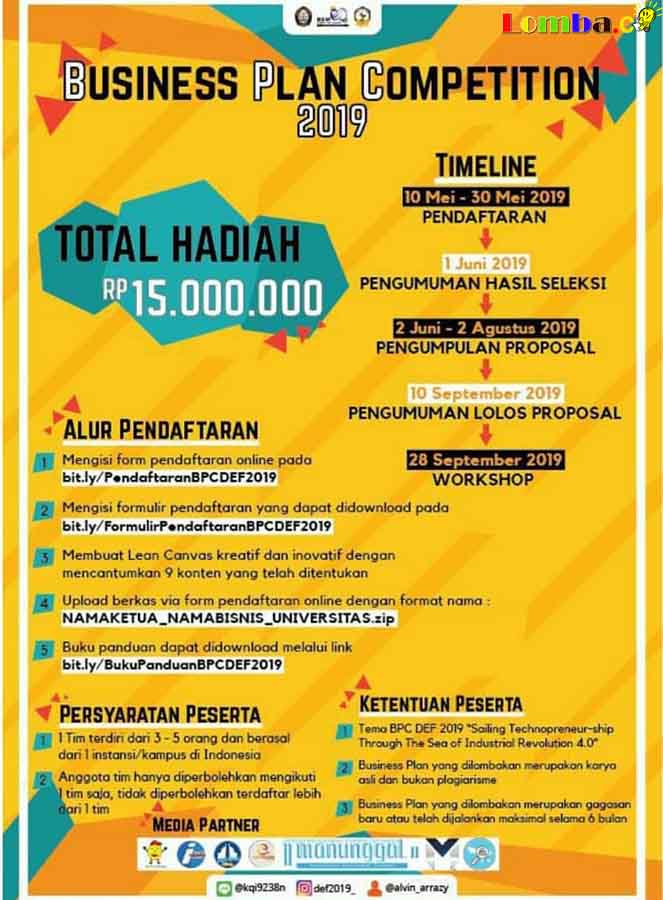 Lomba.c
BUSINESS PLAN COMPETITION
2019
TIMELINE
10 Mei - 30 Mei 2019
PENDAFTARAN
1 Juni 2019
PENGUMUMAN HASIL SELEKSI
2 Juni - 2 Agustus 2019
PENGUMPULAN PROPOSAL
10 September 2019
PENGUMUMAN LOLOS PROPOSAL
28 September 2019
WORKSHOP
TOTAL HADIAH
RP 15.000.000
ALUR PENDAFTARAN
1 Mengisi form pendaftaran online pada
bit.ly/PendaftaranBPCDEF2019
2 Mengisi formulir pendaftaran yang dapat didownload pada
bit.ly/FormulirPendaftaranBPCDEF2019
3 Membuat Lean Canvas kreatif dan inovatif dengan
mencantumkan 9 konten yang telah ditentukan
4 Upload berkas via form pendaftaran online dengan format nama :
NAMAKETUA_NAMABISNIS_UNIVERSITAS.zip
5 Buku panduan dapat didownload melalui link
bit.ly/BukuPanduanBPCDEF2019
PERSYARATAN PESERTA
1 1 Tim terdiri dari 3 - 5 orang dan berasal
dari 1 instansi/kampus di Indonesia
2 Anggota tim hanya diperbolehkan mengikuti
1 tim saja, tidak diperbolehkan terdaftar lebih
dari 1 tim
KETENTUAN PESERTA
1 Tema BPC DEF 2019 "Sailing Technopreneur-ship
Through The Sea of Industrial Revolution 4.0"
2 Business Plan yang dilombakan merupakan karya
asli dan bukan plagiarisme
3 Business Plan yang dilombakan merupakan gagasan
baru atau telah dijalankan maksimal selama 6 bulan
MEDIA PARTNER
manunggal
@kqi9238n
def2019_
@alvin_arrazy